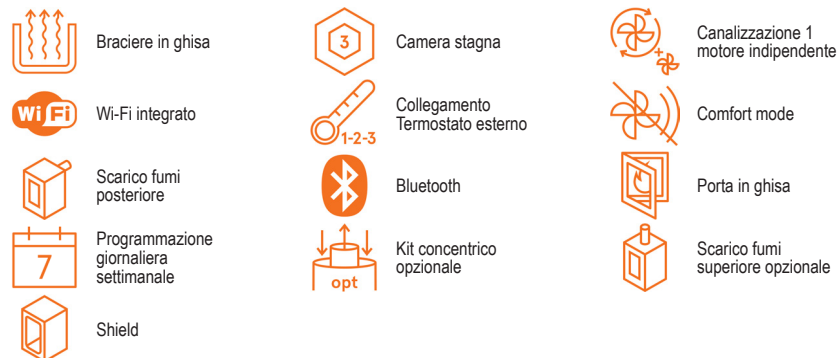 Braciere in ghisa
3
Camera stagna
Canalizzazione 1
motore indipendente
Wi Fi
Wi-Fi integrato
1-2-3
Collegamento
Termostato esterno
Comfort mode
Scarico fumi
posteriore
Bluetooth
Porta in ghisa
7
Programmazione
giornaliera
settimanale
opt
Kit concentrico
opzionale
Scarico fumi
superiore opzionale
Shield